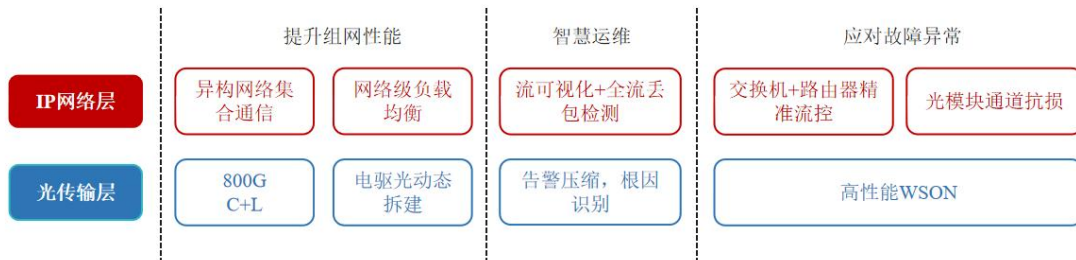 提升组网性能
智慧运维
应对故障异常
IP网络层
异构网络集
合通信
网络级负载
均衡
流可视化+全流丢
包检测
交换机+路由器精
准流控
光模块通道抗损
光传输层
800G
C+L
电驱光动态
拆建
告警压缩，根因
识别
高性能WSON